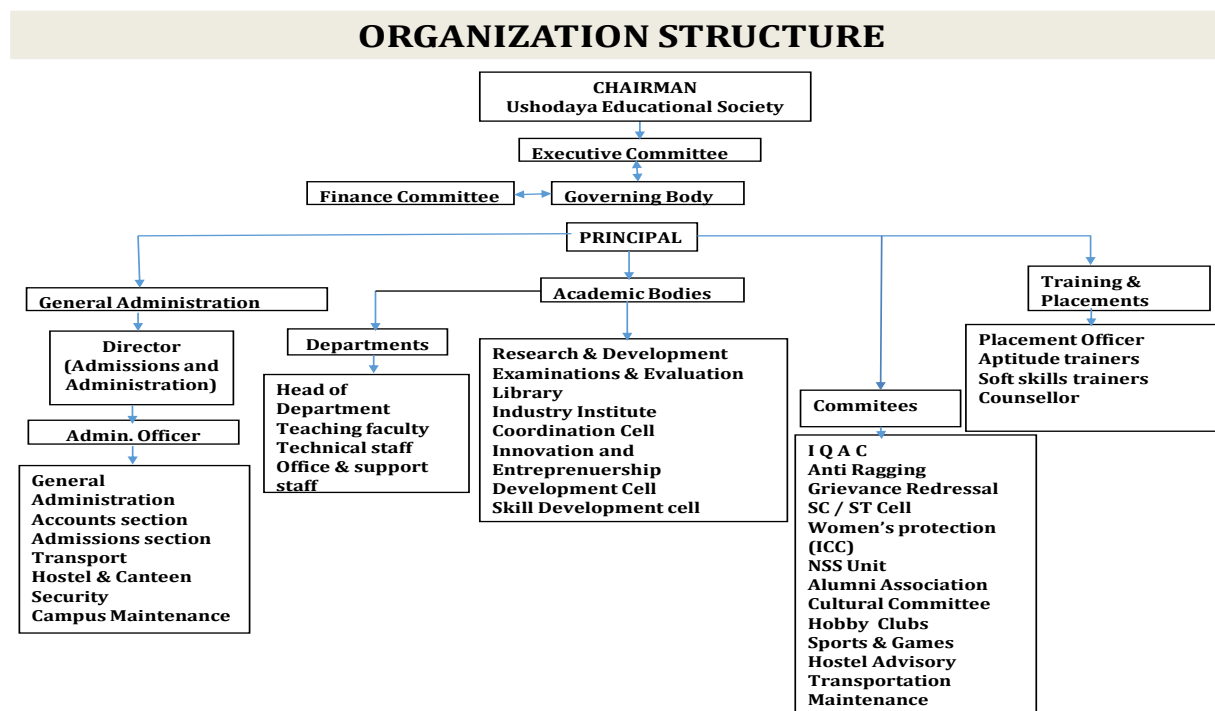 ORGANIZATION STRUCTURE
CHAIRMAN
Ushodaya Educational Society
Executive Committee
Finance Committee
Governing Body
PRINCIPAL
General Administration
Director
(Admissions and
Administration)
Admin. Officer
General
Administration
Accounts section
Admissions section
Transport
Hostel & Canteen
Security
Campus Maintenance
Academic Bodies
Departments
Head of
Department
Teaching faculty
Technical staff
Office & support
staff
Research & Development
Examinations & Evaluation
Library
Industry Institute
Coordination Cell
Innovation and
Entreprenuership
Development Cell
Skill Development cell
Commitees
I Q A C
Anti Ragging
Grievance Redressal
SC / ST Cell
Women’s protection
(ICC)
NSS Unit
Alumni Association
Cultural Committee
Hobby Clubs
Sports & Games
Hostel Advisory
Transportation
Maintenance
Training &
Placements
Placement Officer
Aptitude trainers
Soft skills trainers
Counsellor